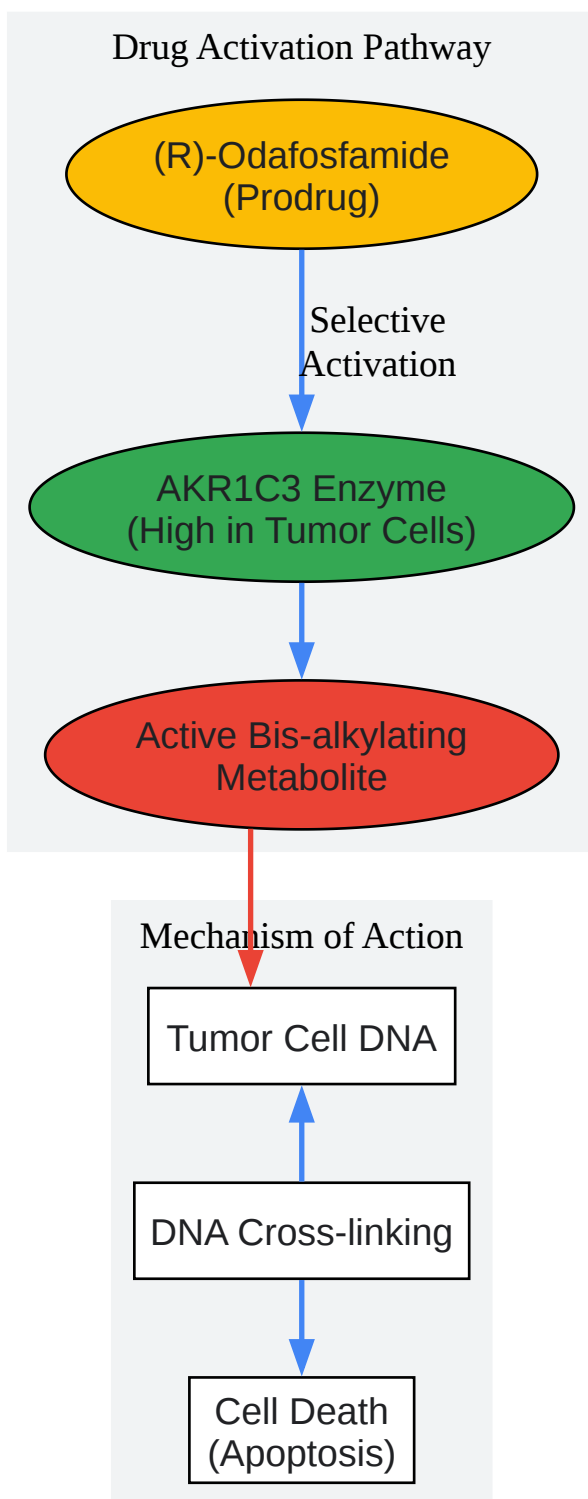 Drug Activation Pathway
(R)-Odafosfamide
(Prodrug)
Selective
Activation
AKR1C3 Enzyme
(High in Tumor Cells)
Active Bis-alkylating
Metabolite
Mechanism of Action
Tumor Cell DNA
DNA Cross-linking
Cell Death
(Apoptosis)